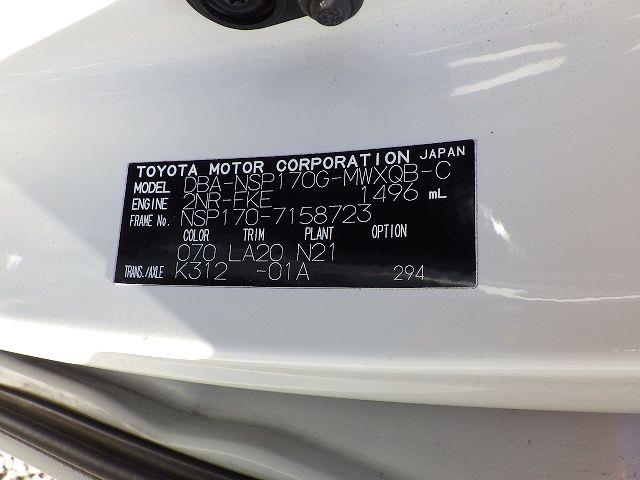 TOYOTA MOTOR CORPORATION JAPAN
MODEL DBA-NSP170G-MWXQB-C
ENGINE 2NR-FKE 1496 mL
FRAME No. NSP170-7158723
COLOR TRIM PLANT OPTION
070 LA20 N21
TRANS./AXLE K312 -01A 294